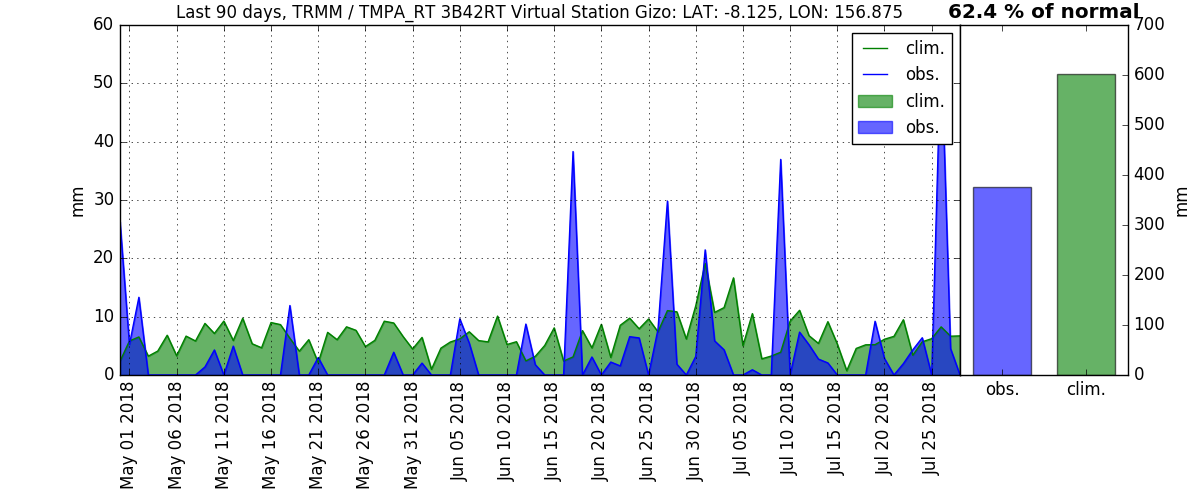 Last 90 days, TRMM / TMPA_RT 3B42RT Virtual Station Gizo: LAT: -8.125, LON: 156.875
62.4 % of normal
60
50
40
30
20
10
0
mm
clim.
obs.
clim.
obs.
700
600
500
400
300
200
100
0
mm
May 01 2018
May 06 2018
May 11 2018
May 16 2018
May 21 2018
May 26 2018
May 31 2018
Jun 05 2018
Jun 10 2018
Jun 15 2018
Jun 20 2018
Jun 25 2018
Jun 30 2018
Jul 05 2018
Jul 10 2018
Jul 15 2018
Jul 20 2018
Jul 25 2018
obs.
clim.